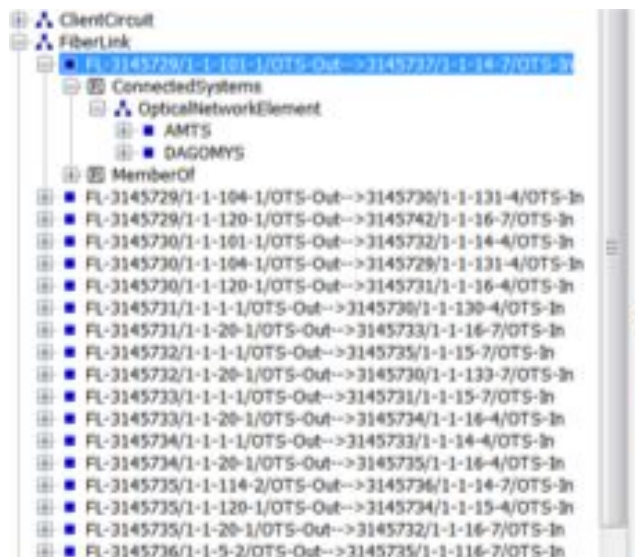 ClientCircuit
FiberLink
FL-3145729/1-1-101-1/OTS-Out-->3145737/1-1-14-7/OTS-In
ConnectedSystems
OpticalNetworkElement
AMTS
DAGOMYS
MemberOf
FL-3145729/1-1-104-1/OTS-Out-->3145730/1-1-131-4/OTS-In
FL-3145729/1-1-120-1/OTS-Out-->3145742/1-1-16-7/OTS-In
FL-3145730/1-1-101-1/OTS-Out-->3145732/1-1-14-4/OTS-In
FL-3145730/1-1-104-1/OTS-Out-->3145729/1-1-131-4/OTS-In
FL-3145730/1-1-120-1/OTS-Out-->3145731/1-1-16-4/OTS-In
FL-3145731/1-1-1-1/OTS-Out-->3145730/1-1-130-4/OTS-In
FL-3145731/1-1-20-1/OTS-Out-->3145733/1-1-16-7/OTS-In
FL-3145732/1-1-1-1/OTS-Out-->3145735/1-1-15-7/OTS-In
FL-3145732/1-1-20-1/OTS-Out-->3145730/1-1-133-7/OTS-In
FL-3145733/1-1-1-1/OTS-Out-->3145731/1-1-15-7/OTS-In
FL-3145733/1-1-20-1/OTS-Out-->3145734/1-1-16-4/OTS-In
FL-3145734/1-1-1-1/OTS-Out-->3145733/1-1-14-4/OTS-In
FL-3145734/1-1-20-1/OTS-Out-->3145735/1-1-16-4/OTS-In
FL-3145735/1-1-114-2/OTS-Out-->3145736/1-1-14-7/OTS-In
FL-3145735/1-1-120-1/OTS-Out-->3145734/1-1-15-4/OTS-In
FL-3145735/1-1-20-1/OTS-Out-->3145732/1-1-16-7/OTS-In
FL-3145736/1-1-5-2/OTS-Out-->3145735/1-1-116-7/OTS-In